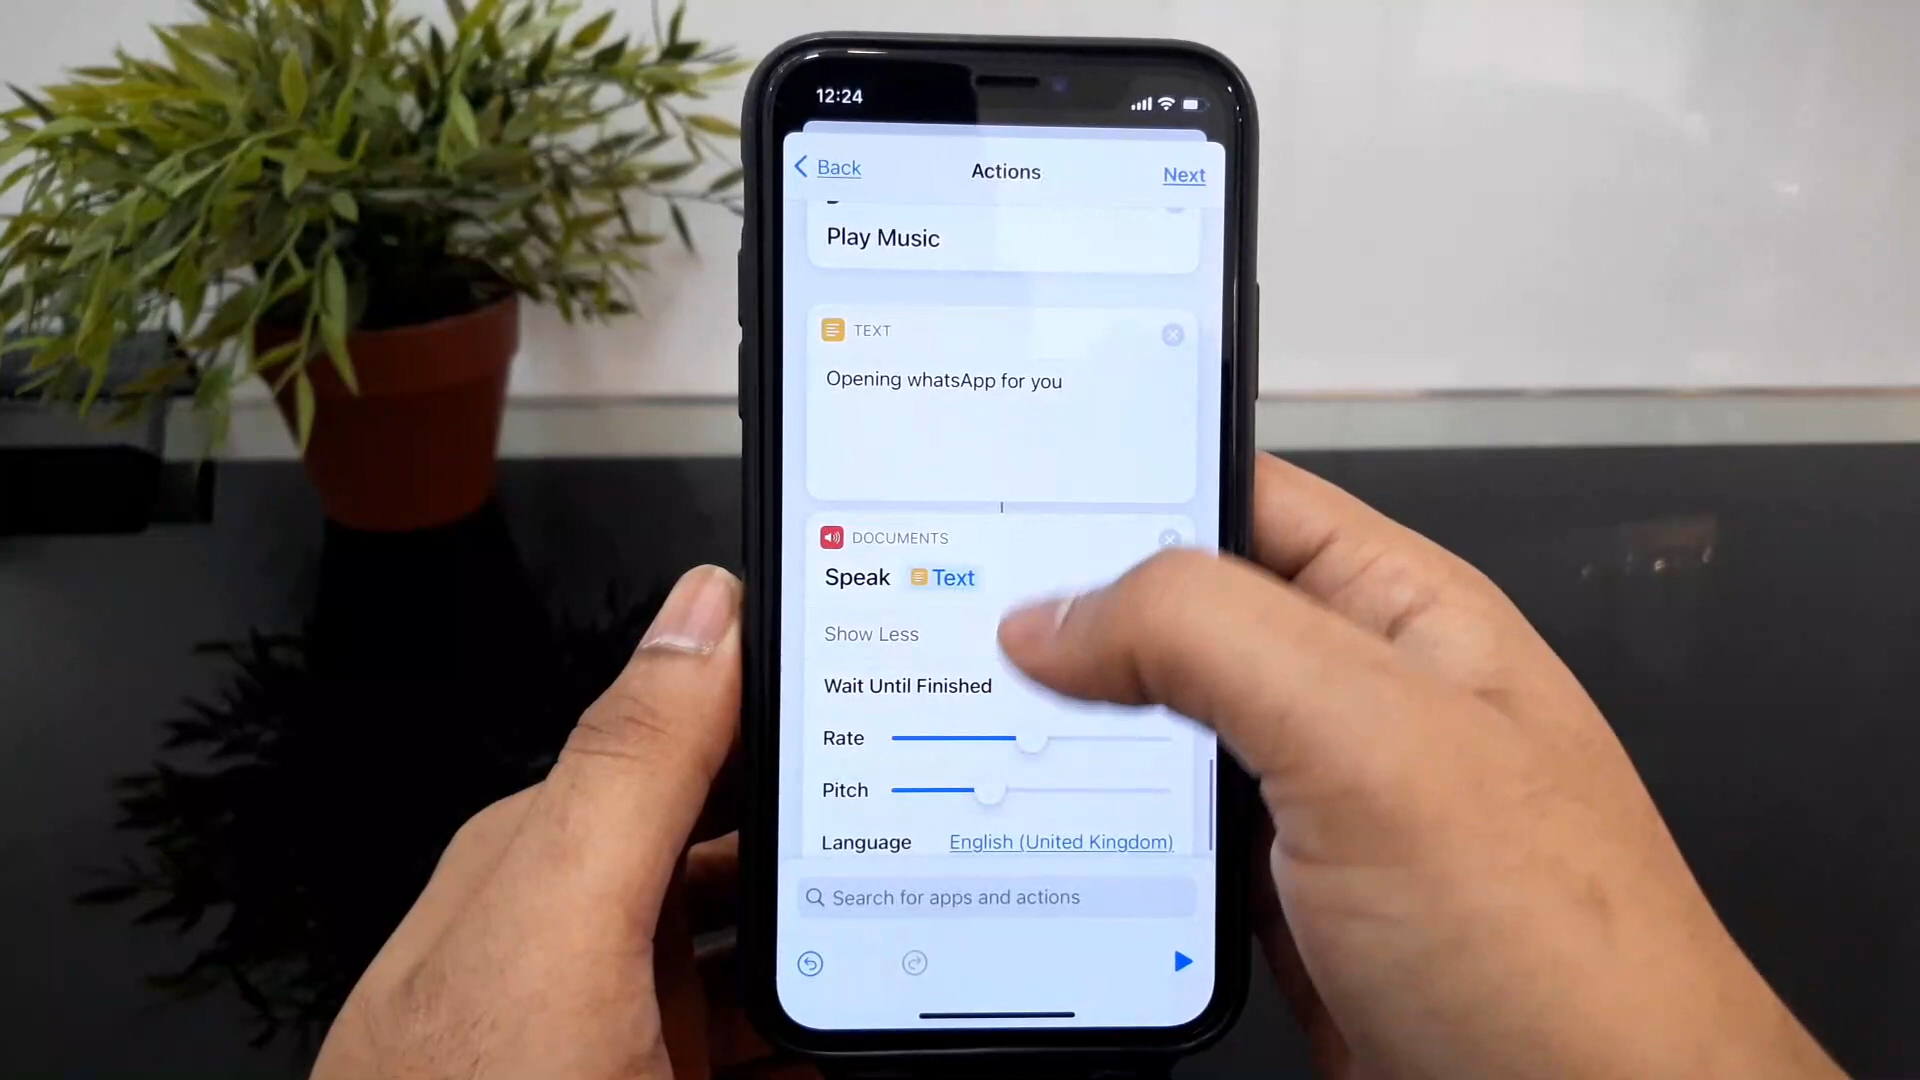 12:24
Back
Actions
Next
Play Music
TEXT
Opening whatsApp for you
DOCUMENTS
Speak Text
Show Less
Wait Until Finished
Rate
Pitch
Language English (United Kingdom)
Search for apps and actions